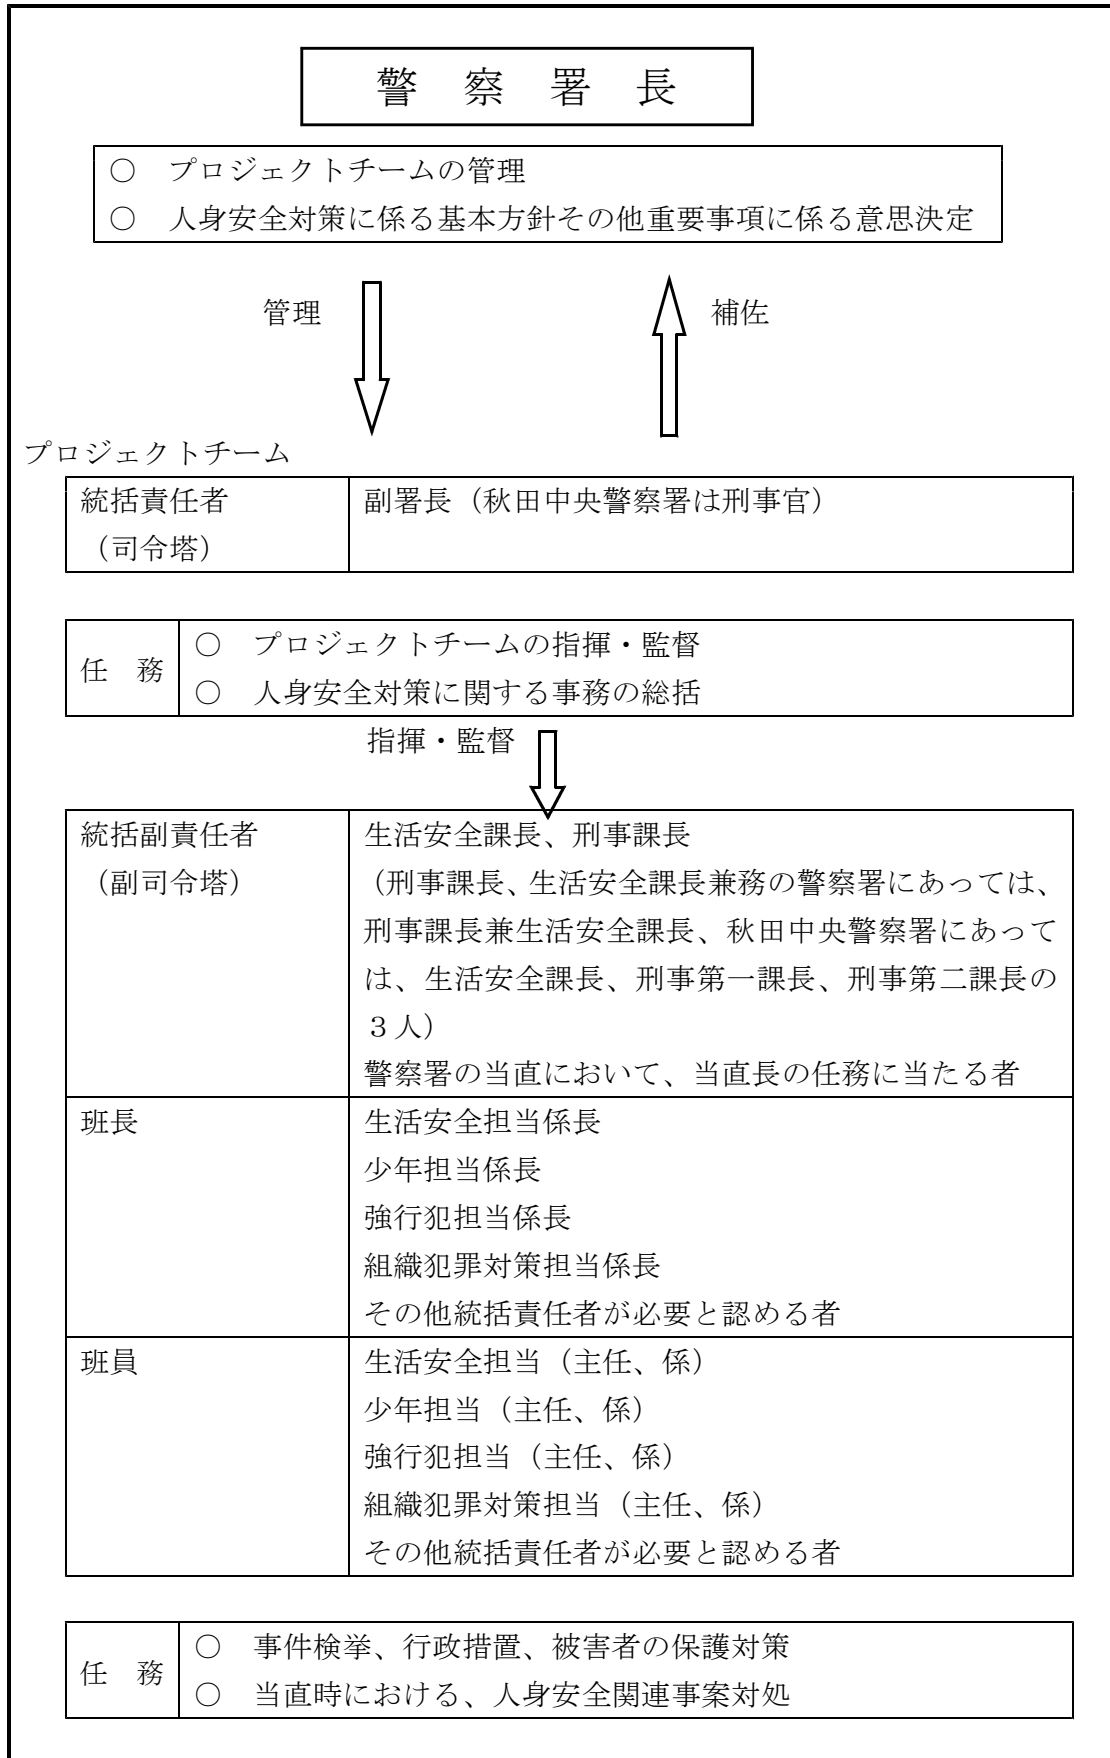 警　察　署　長
○　プロジェクトチームの管理
○　人身安全対策に係る基本方針その他重要事項に係る意思決定
管理
補佐
プロジェクトチーム
統括責任者
（司令塔）
副署長（秋田中央警察署は刑事官）
任　務
○　プロジェクトチームの指揮・監督
○　人身安全対策に関する事務の総括
指揮・監督
統括副責任者
（副司令塔）
生活安全課長、刑事課長
（刑事課長、生活安全課長兼務の警察署にあっては、
刑事課長兼生活安全課長、秋田中央警察署にあって
は、生活安全課長、刑事第一課長、刑事第二課長の
３人）
警察署の当直において、当直長の任務に当たる者
班長
生活安全担当係長
少年担当係長
強行犯担当係長
組織犯罪対策担当係長
その他統括責任者が必要と認める者
班員
生活安全担当（主任、係）
少年担当（主任、係）
強行犯担当（主任、係）
組織犯罪対策担当（主任、係）
その他統括責任者が必要と認める者
任　務
○　事件検挙、行政措置、被害者の保護対策
○　当直時における、人身安全関連事案対処